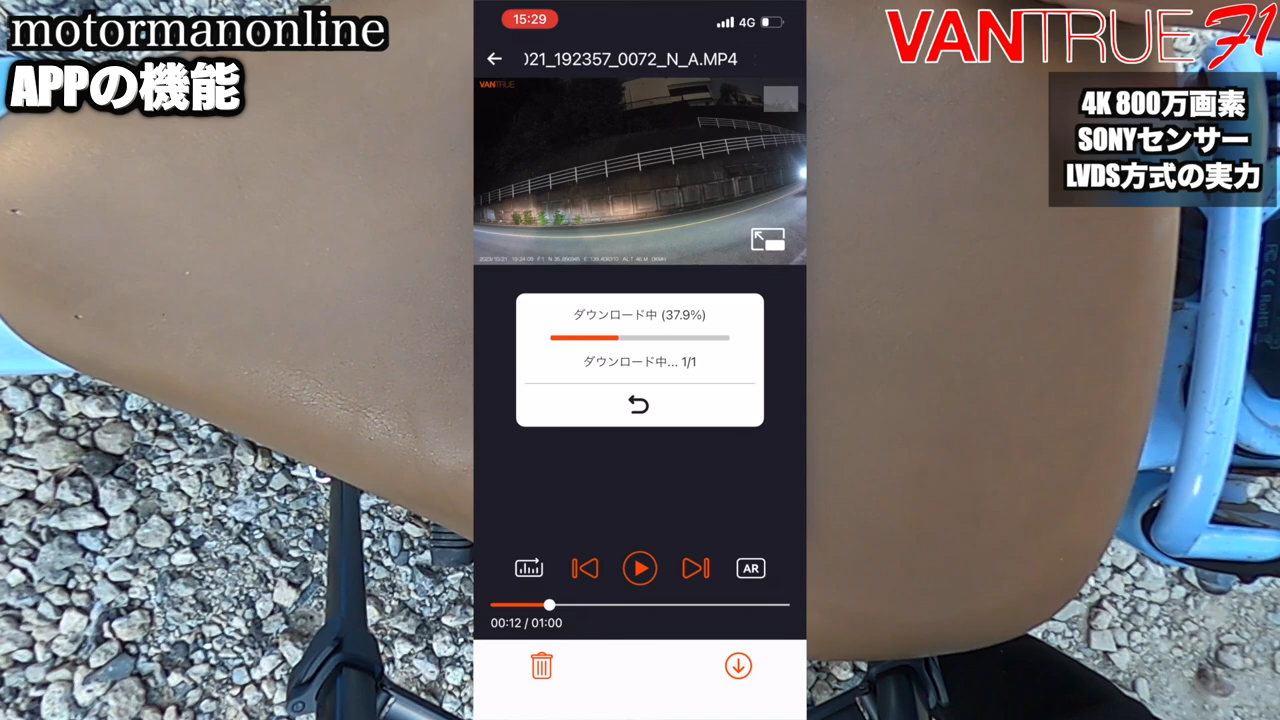 motormanonline
APPの機能
15:29
4G
021_192357_0072_N_A.MP4
VANTRUE
ダウンロード中 (37.9%)
ダウンロード中... 1/1
AR
00:12 / 01:00
VANTRUE F1
4K 800万画素
SONYセンサー
LVDS方式の実力